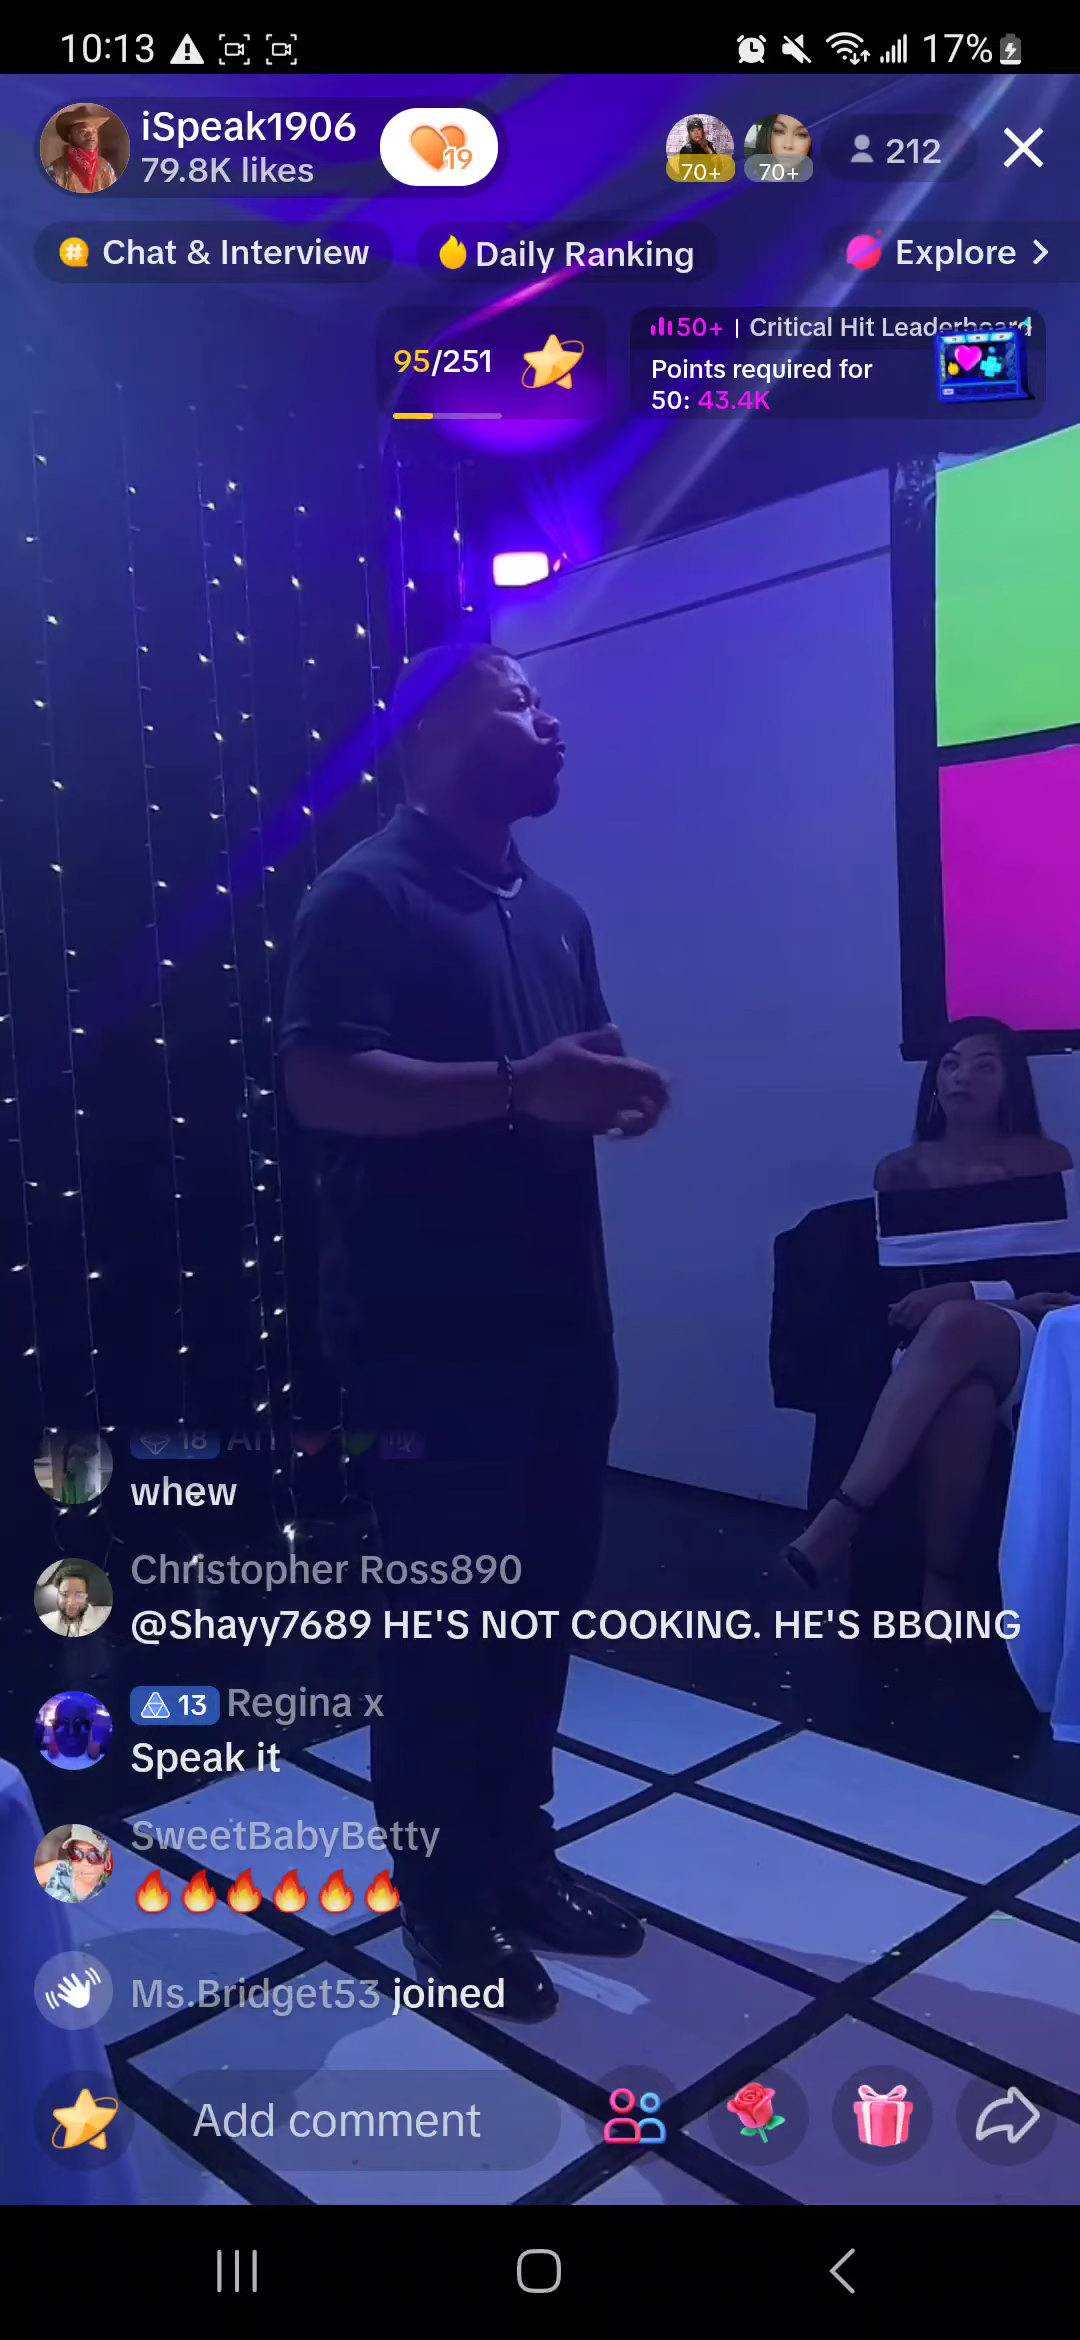 10:13
17%
iSpeak1906
79.8K likes
19
70+
70+
212
Chat & Interview
Daily Ranking
Explore
95/251
50+ | Critical Hit Leaderboard
Points required for
50: 43.4K
18
whew
Christopher Ross890
@Shayy7689 HE'S NOT COOKING. HE'S BBQING
13 Regina x
Speak it
SweetBabyBetty
🔥🔥🔥🔥🔥🔥
Ms.Bridget53 joined
Add comment